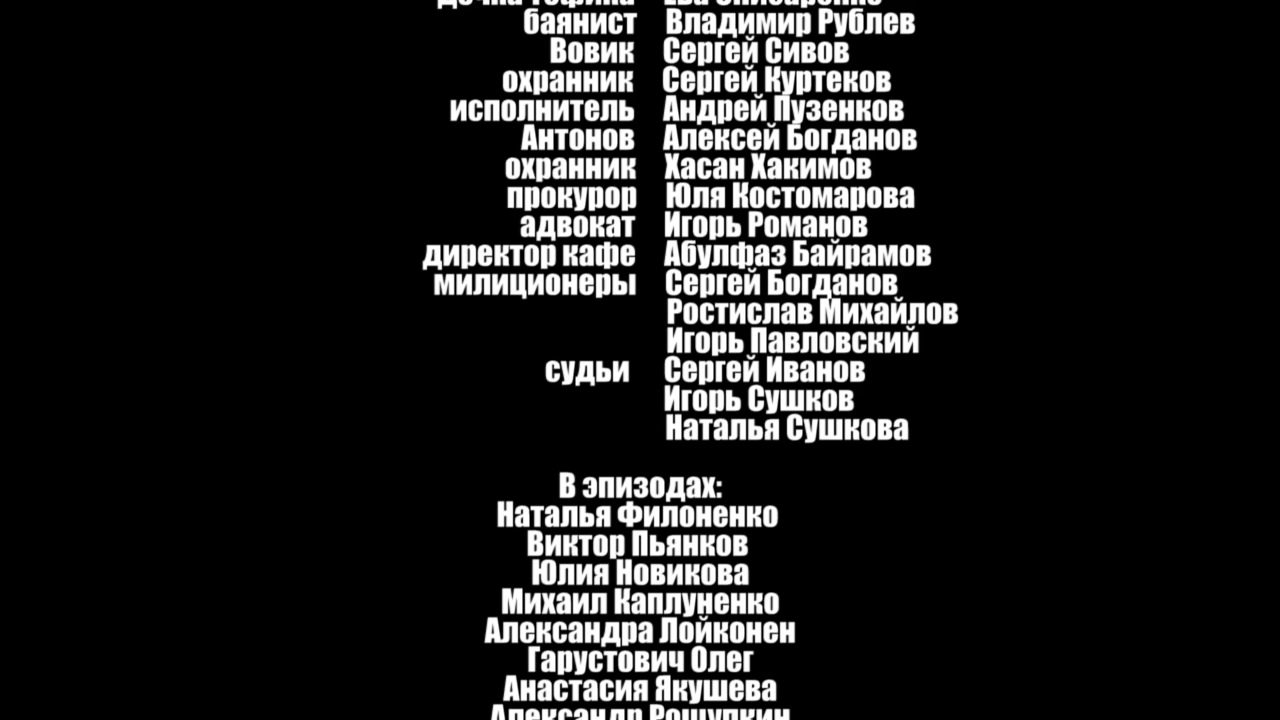 баянист Владимир Рублев
Вовик Сергей Сивов
охранник Сергей Куртеков
исполнитель Андрей Пузенков
Антонов Алексей Богданов
охранник Хасан Хакимов
прокурор Юля Костомарова
адвокат Игорь Романов
директор кафе Абулфаз Байрамов
милиционеры Сергей Богданов
Ростислав Михайлов
Игорь Павловский
судьи Сергей Иванов
Игорь Сушков
Наталья Сушкова
В эпизодах:
Наталья Филоненко
Виктор Пьянков
Юлия Новикова
Михаил Каплуненко
Александра Лойконен
Гарустович Олег
Анастасия Якушева
Александр